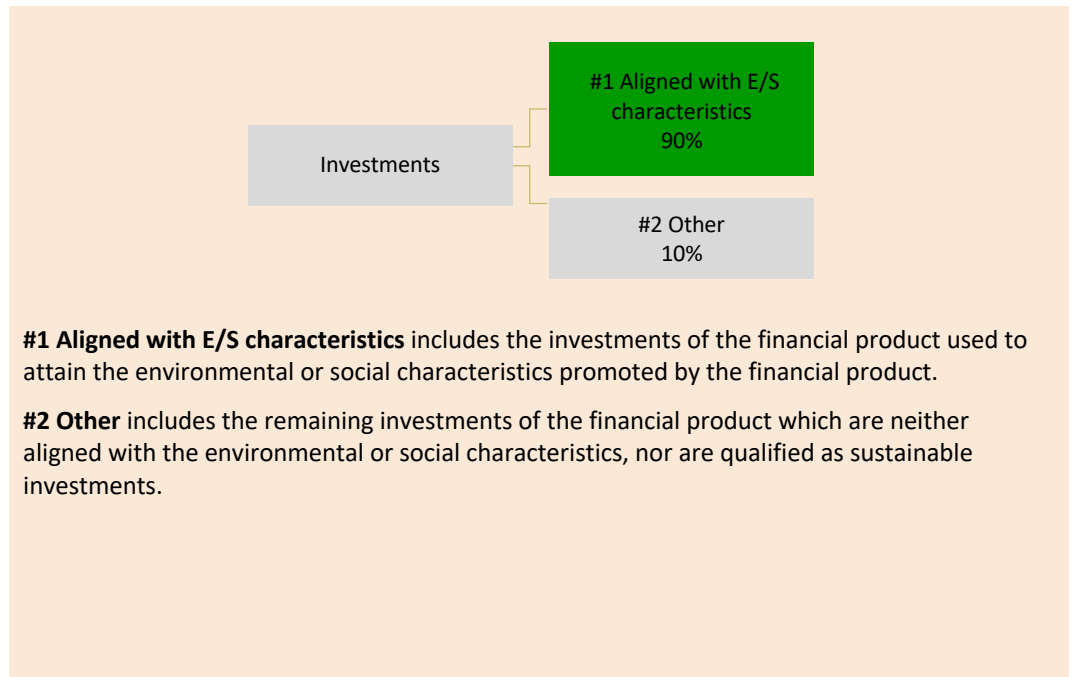 #1 Aligned with E/S
characteristics
90%
Investments
#2 Other
10%
#1 Aligned with E/S characteristics includes the investments of the financial product used to
attain the environmental or social characteristics promoted by the financial product.
#2 Other includes the remaining investments of the financial product which are neither
aligned with the environmental or social characteristics, nor are qualified as sustainable
investments.